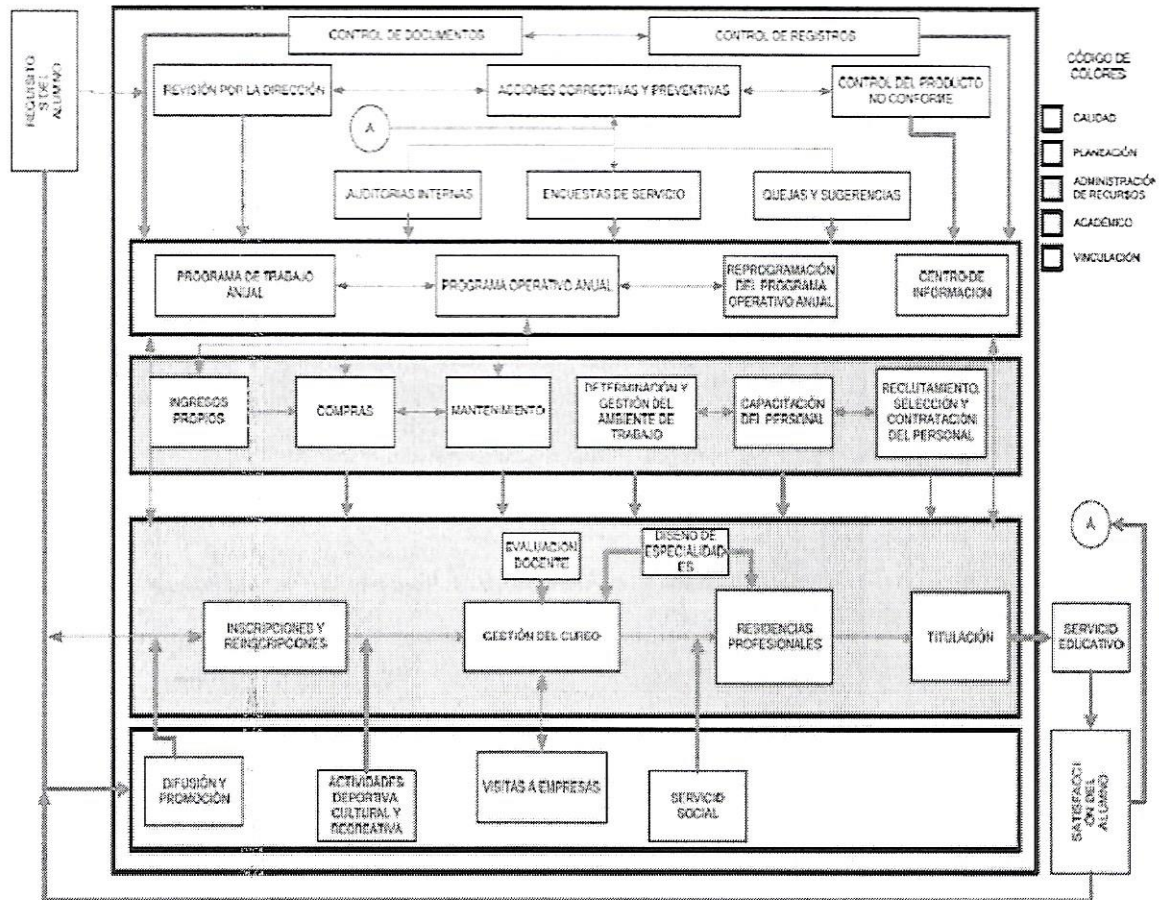 REQUISITO
S DEL
ALUMNO
CONTROL DE DOCUMENTOS
CONTROL DE REGISTROS
REVISIÓN POR LA DIRECCIÓN
ACCIONES CORRECTIVAS Y PREVENTIVAS
CONTROL DEL PRODUCTO
NO CONFORME
A
AUDITORIAS INTERNAS
ENCUESTAS DE SERVICIO
QUEJAS Y SUGERENCIAS
CÓDIGO DE
COLORES:
CALIDAD
PLANEACIÓN
ADMINISTRACIÓN
DE RECURSOS
ACADÉMICO
VINCULACIÓN
PROGRAMA DE TRABAJO
ANUAL
PROGRAMA OPERATIVO ANUAL
REPROGRAMACIÓN
DEL PROGRAMA
OPERATIVO ANUAL
CENTRO DE
INFORMACION
INGRESOS
PROPIOS
COMPRAS
MANTENIMIENTO
DETERMINACIÓN Y
GESTIÓN DEL
AMBIENTE DE
TRABAJO
CAPACITACIÓN
DEL PERSONAL
RECLUTAMIENTO,
SELECCIÓN Y
CONTRATACIÓN
DEL PERSONAL
EVALUACION
DOCENTE
DISEÑO DE
ESPECIALIDAD
ES
A
INSCRIPCIONES Y
REINSCRIPCIONES
GESTIÓN DEL CURSO
RESIDENCIAS
PROFESIONALES
TITULACIÓN
SERVICIO
EDUCATIVO
DIFUSIÓN Y
PROMOCIÓN
ACTIVIDADES
DEPORTIVA
CULTURAL Y
RECREATIVA
VISITAS A EMPRESAS
SERVICIO
SOCIAL
SATISFACCI
ÓN DEL
ALUMNO